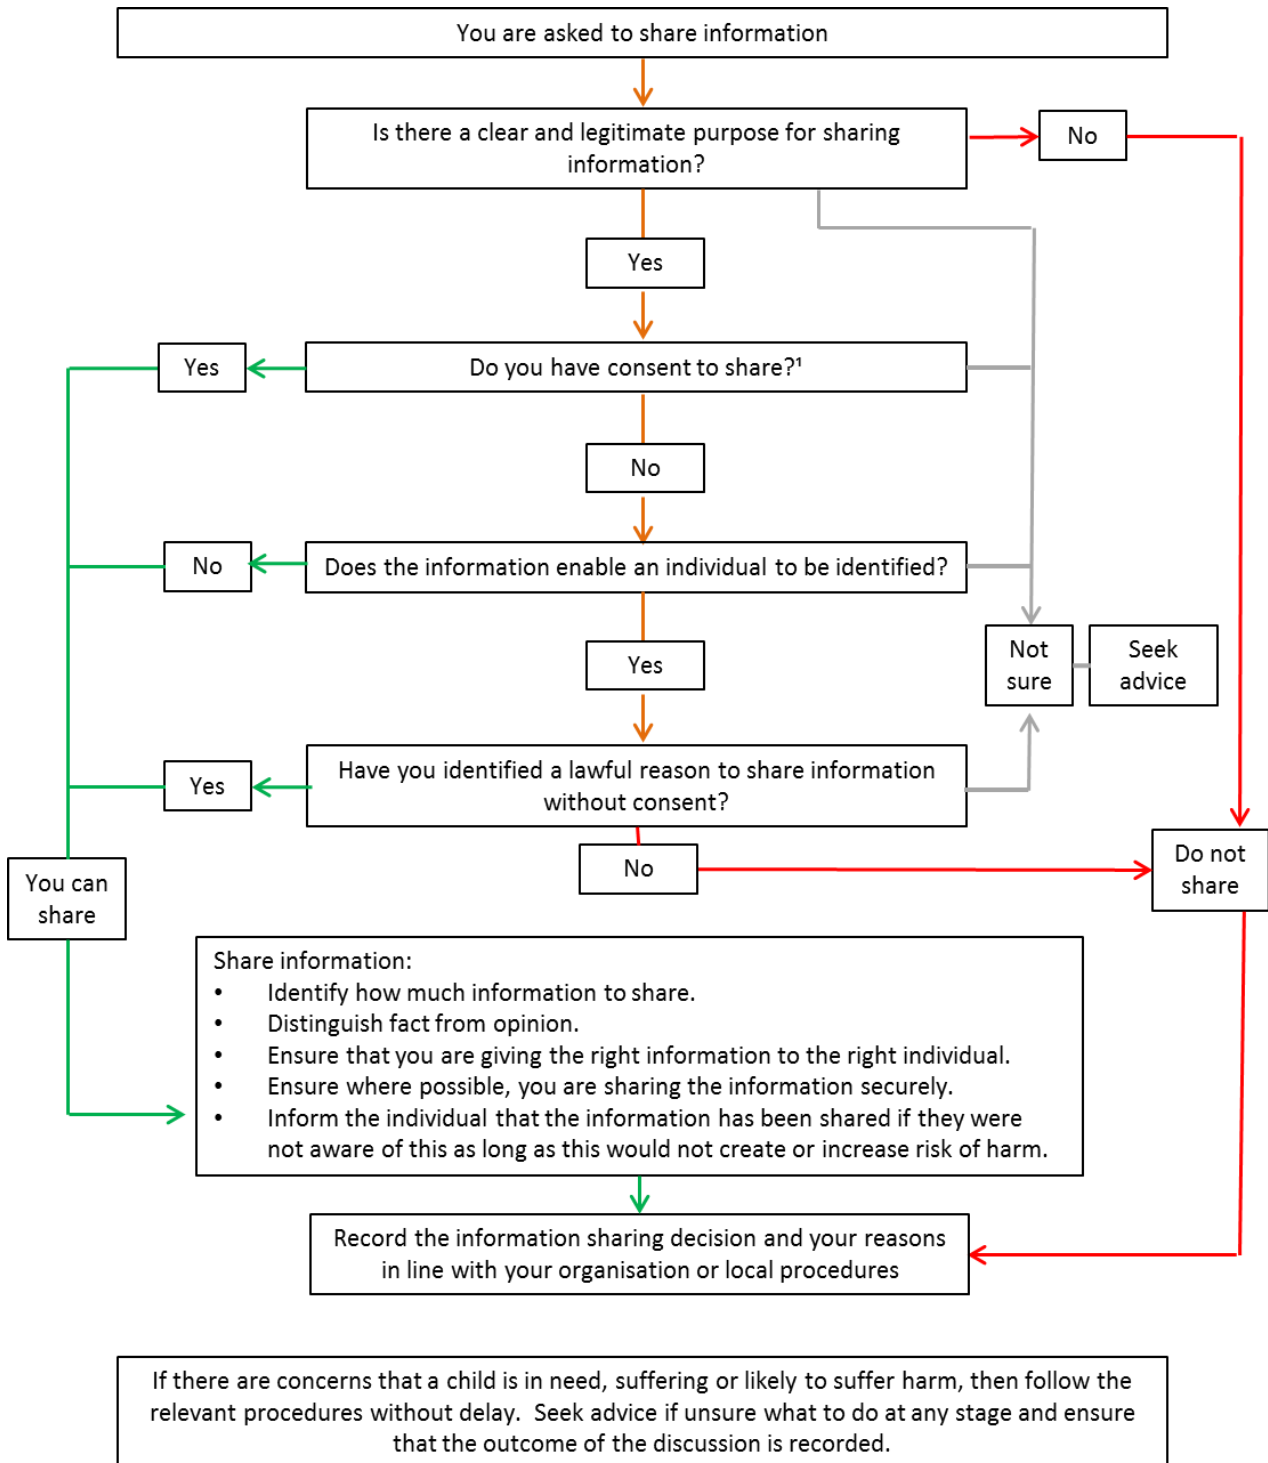 You are asked to share information
Is there a clear and legitimate purpose for sharing
information?
No
Yes
Yes
Do you have consent to share?¹
No
No
Does the information enable an individual to be identified?
Yes
Not
sure
Seek
advice
Yes
Have you identified a lawful reason to share information
without consent?
No
Do not
share
You can
share
Share information:
• Identify how much information to share.
• Distinguish fact from opinion.
• Ensure that you are giving the right information to the right individual.
• Ensure where possible, you are sharing the information securely.
• Inform the individual that the information has been shared if they were
not aware of this as long as this would not create or increase risk of harm.
Record the information sharing decision and your reasons
in line with your organisation or local procedures
If there are concerns that a child is in need, suffering or likely to suffer harm, then follow the
relevant procedures without delay.  Seek advice if unsure what to do at any stage and ensure
that the outcome of the discussion is recorded.